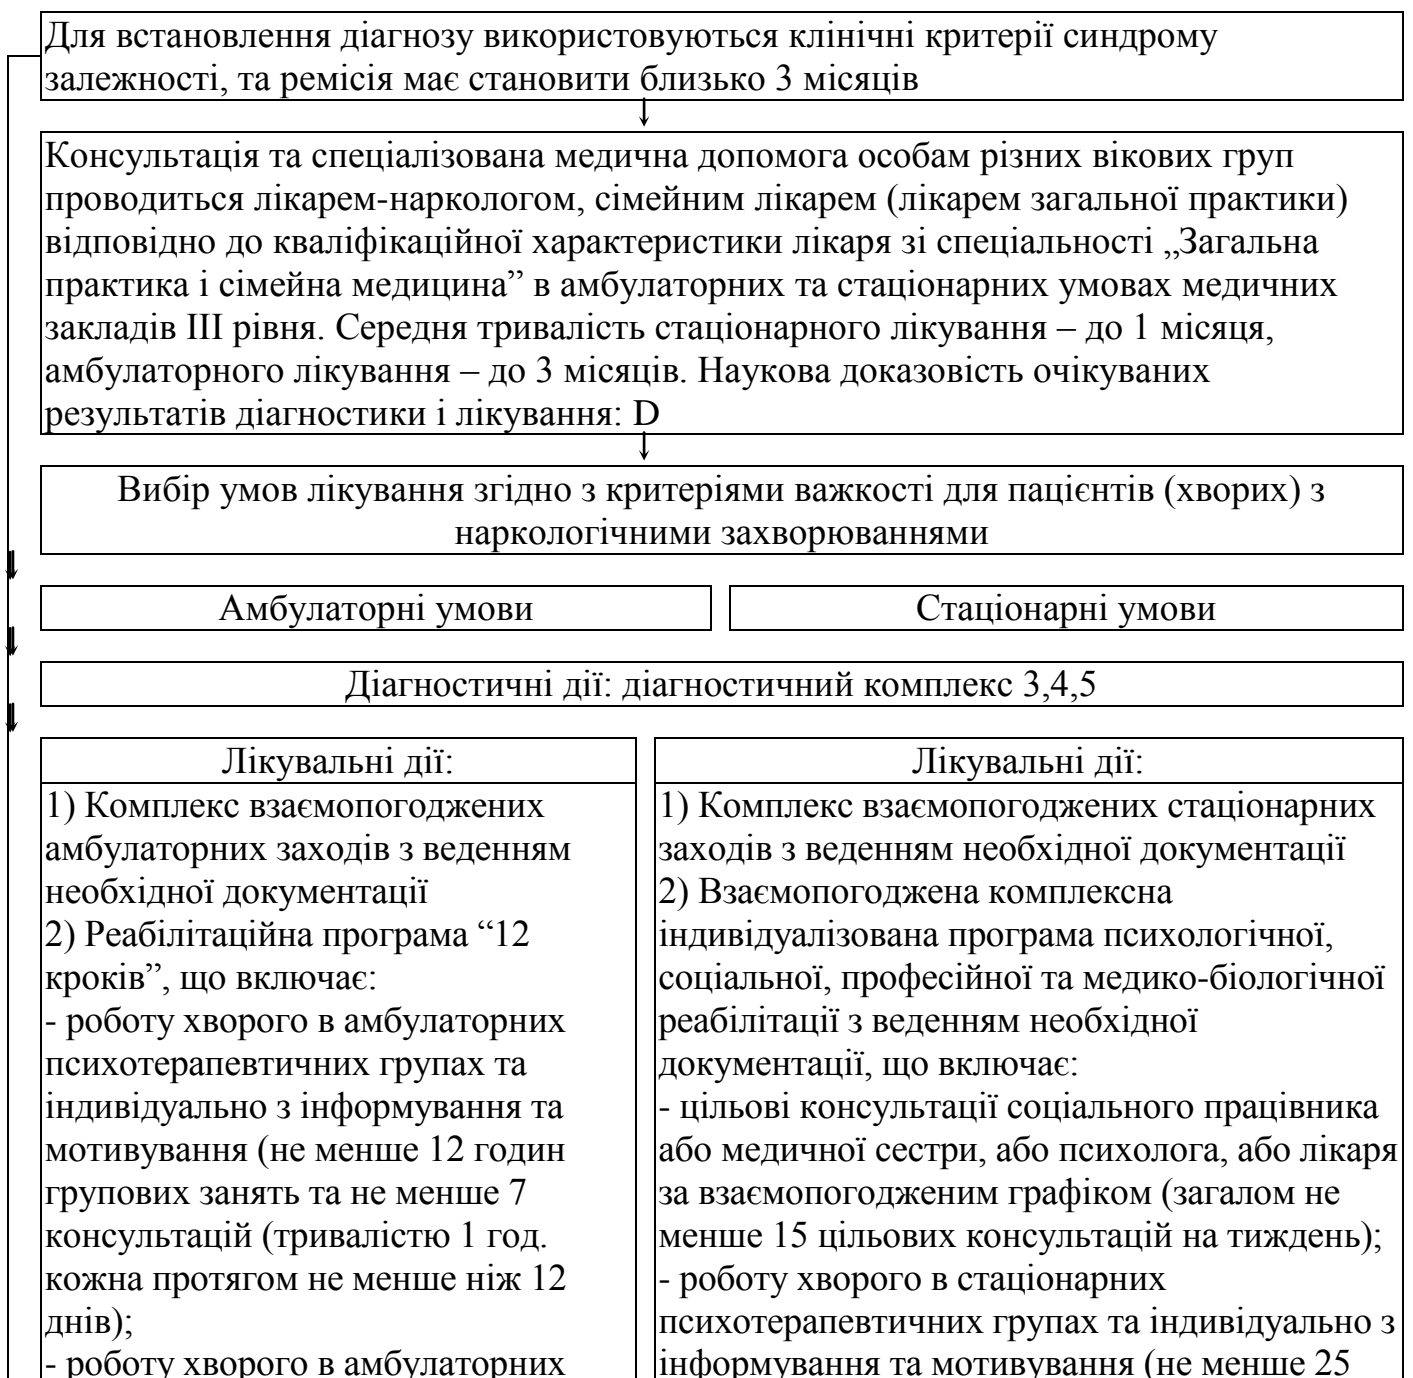 Для встановлення діагнозу використовуються клінічні критерії синдрому
залежності, та ремісія має становити близько 3 місяців
Консультація та спеціалізована медична допомога особам різних вікових груп
проводиться лікарем-наркологом, сімейним лікарем (лікарем загальної практики)
відповідно до кваліфікаційної характеристики лікаря зі спеціальності „Загальна
практика і сімейна медицина” в амбулаторних та стаціонарних умовах медичних
закладів III рівня. Середня тривалість стаціонарного лікування – до 1 місяця,
амбулаторного лікування – до 3 місяців. Наукова доказовість очікуваних
результатів діагностики і лікування: D
Вибір умов лікування згідно з критеріями важкості для пацієнтів (хворих) з
наркологічними захворюваннями
Амбулаторні умови
Стаціонарні умови
Діагностичні дії: діагностичний комплекс 3,4,5
Лікувальні дії:
1) Комплекс взаємопогоджених
амбулаторних заходів з веденням
необхідної документації
2) Реабілітаційна програма “12
кроків”, що включає:
- роботу хворого в амбулаторних
психотерапевтичних групах та
індивідуально з інформування та
мотивування (не менше 12 годин
групових занять та не менше 7
консультацій (тривалістю 1 год.
кожна протягом не менше ніж 12
днів);
- роботу хворого в амбулаторних
Лікувальні дії:
1) Комплекс взаємопогоджених стаціонарних
заходів з веденням необхідної документації
2) Взаємопогоджена комплексна
індивідуалізована програма психологічної,
соціальної, професійної та медико-біологічної
реабілітації з веденням необхідної
документації, що включає:
- цільові консультації соціального працівника
або медичної сестри, або психолога, або лікаря
за взаємопогодженим графіком (загалом не
менше 15 цільових консультацій на тиждень);
- роботу хворого в стаціонарних
психотерапевтичних групах та індивідуально з
інформування та мотивування (не менше 25